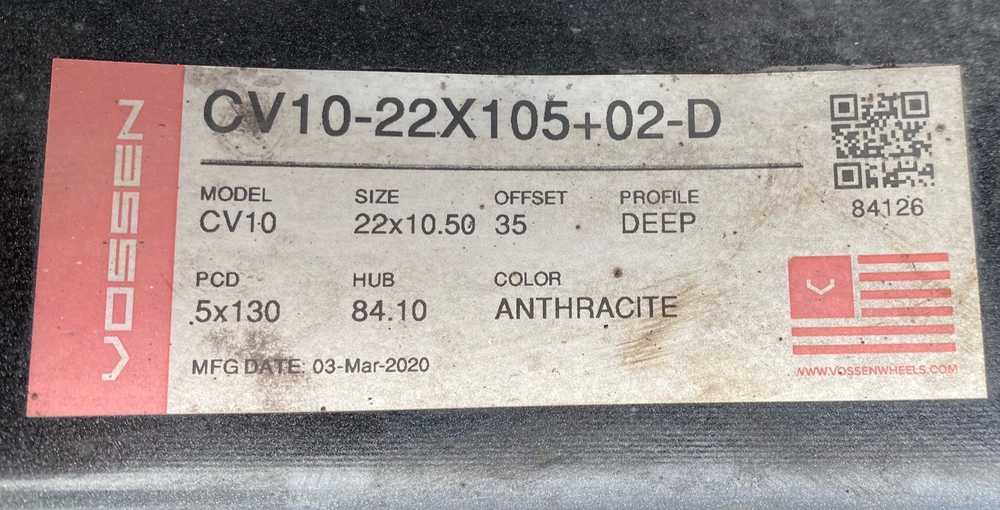 VOSSEN
CV10-22X105+02-D
MODEL SIZE OFFSET PROFILE
CV10 22x10.50 35 DEEP
84126
PCD HUB COLOR
5x130 84.10 ANTHRACITE
MFG DATE: 03-Mar-2020
WWW.VOSSENWHEELS.COM